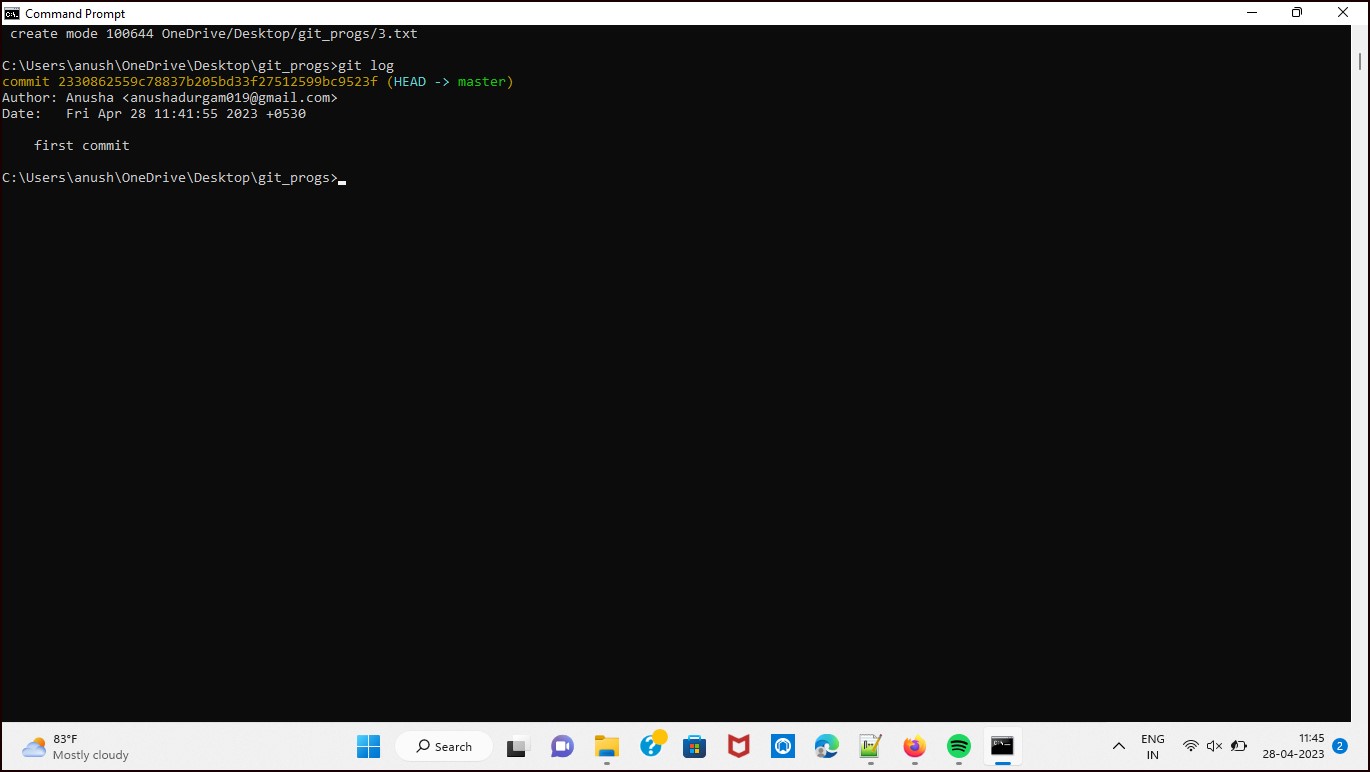 Command Prompt
create mode 100644 OneDrive/Desktop/git_progs/3.txt
C:\Users\anush\OneDrive\Desktop\git_progs>git log
commit 2330862559c78837b205bd33f27512599bc9523f (HEAD -> master)
Author: Anusha <anushadurgam019@gmail.com>
Date:   Fri Apr 28 11:41:55 2023 +0530
first commit
C:\Users\anush\OneDrive\Desktop\git_progs>
83°F
Mostly cloudy
Search
ENG
IN
11:45
28-04-2023
2